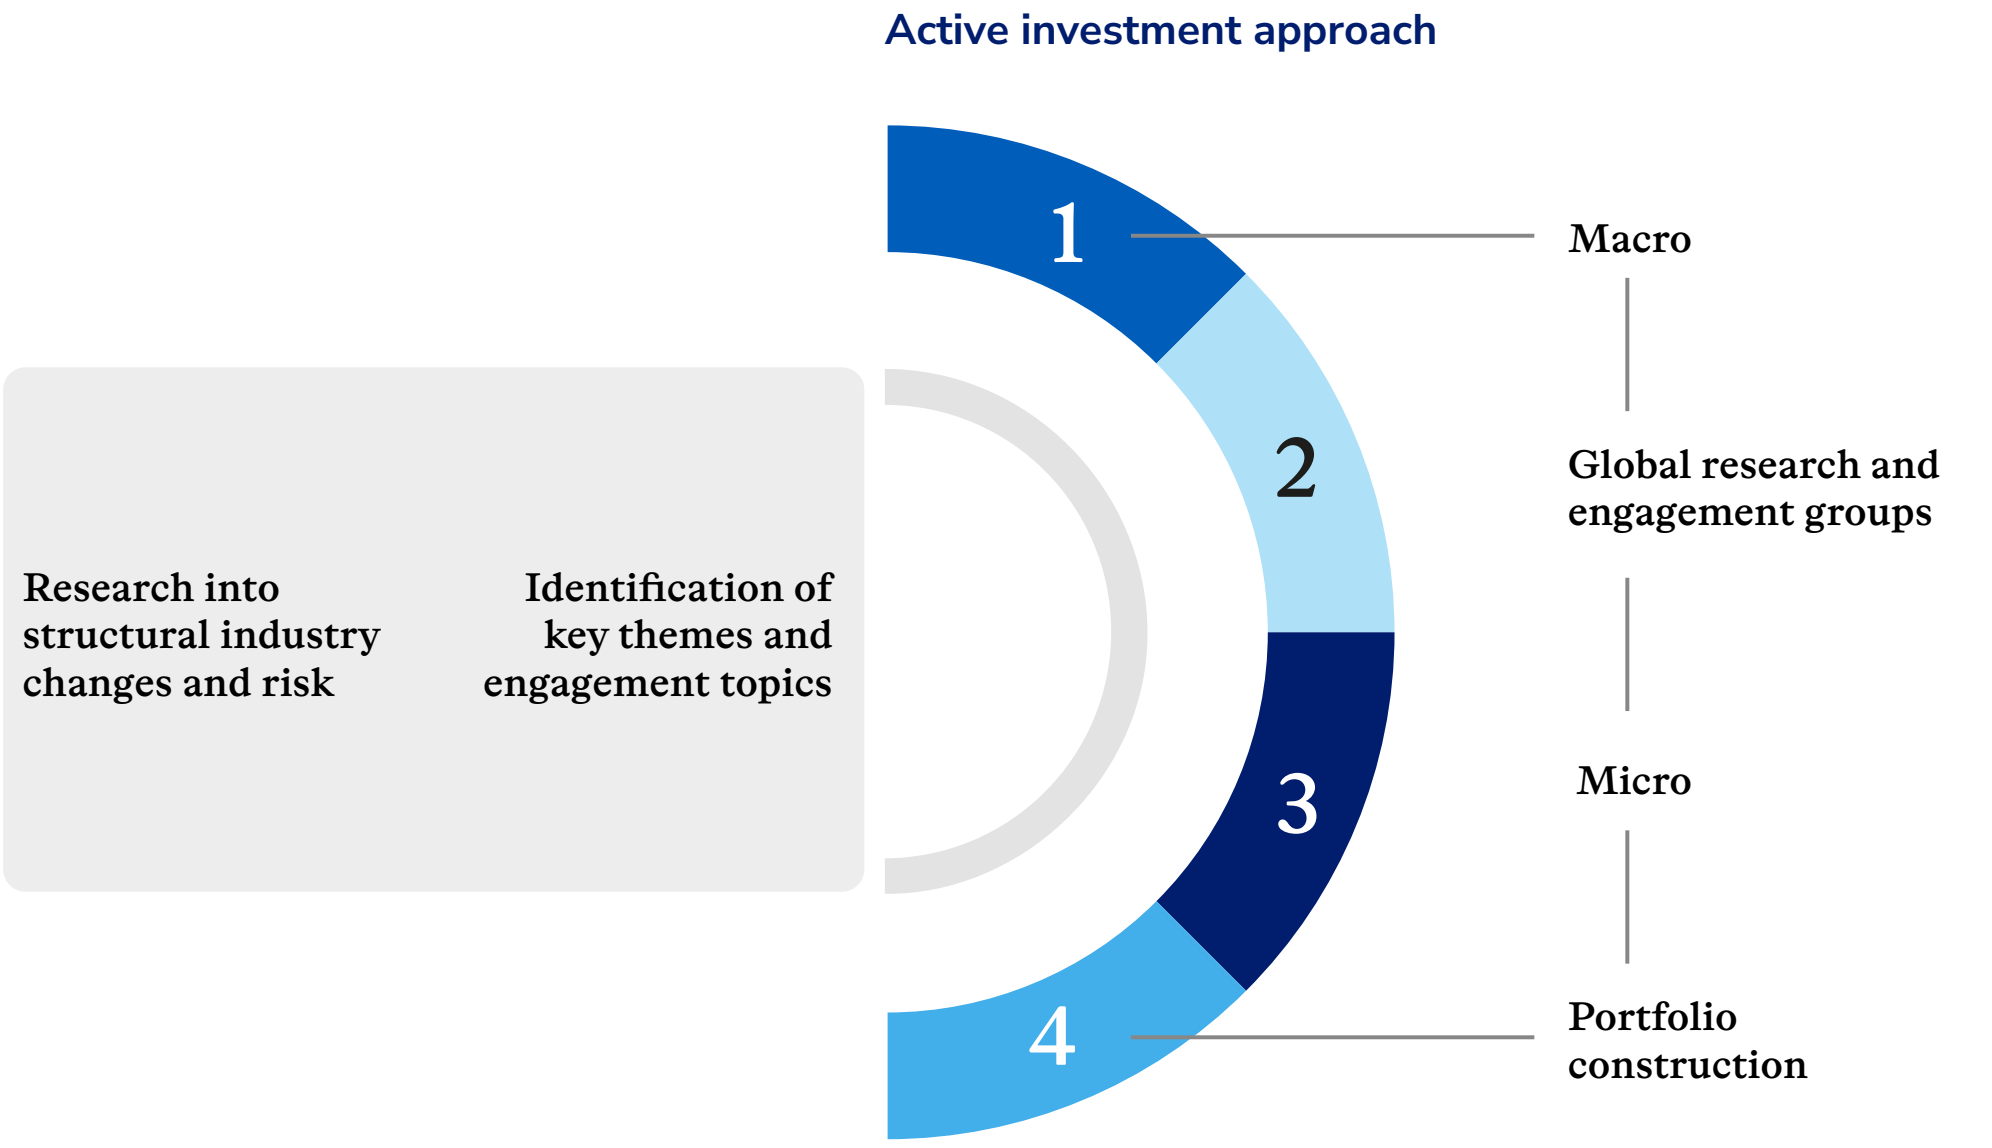 Active investment approach
1
Macro
2
Global research and
engagement groups
Research into
structural industry
changes and risk
Identification of
key themes and
engagement topics
3
Micro
4
Portfolio
construction